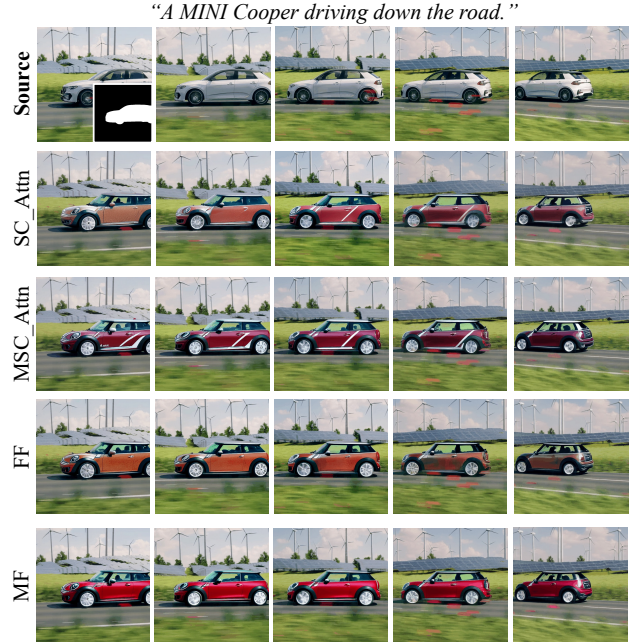 “A MINI Cooper driving down the road.”
Source
SC_Attn
MSC_Attn
FF
MF